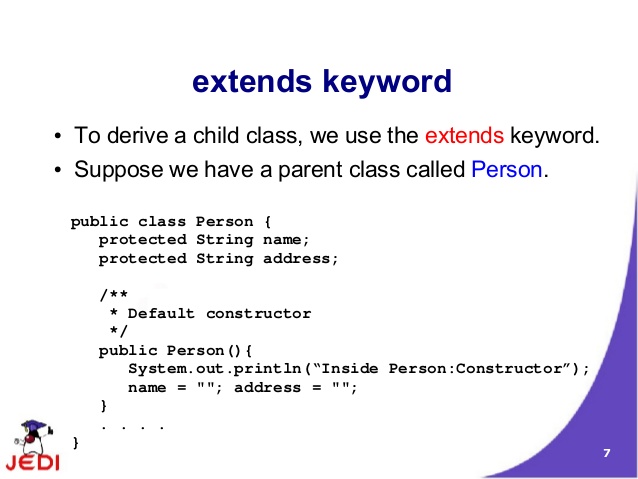 extends keyword
• To derive a child class, we use the extends keyword.
• Suppose we have a parent class called Person.
public class Person {
   protected String name;
   protected String address;
   /**
    * Default constructor
    */
   public Person(){
      System.out.println(“Inside Person:Constructor”);
      name = ""; address = "";
   }
   . . . .
}
JEDI
7